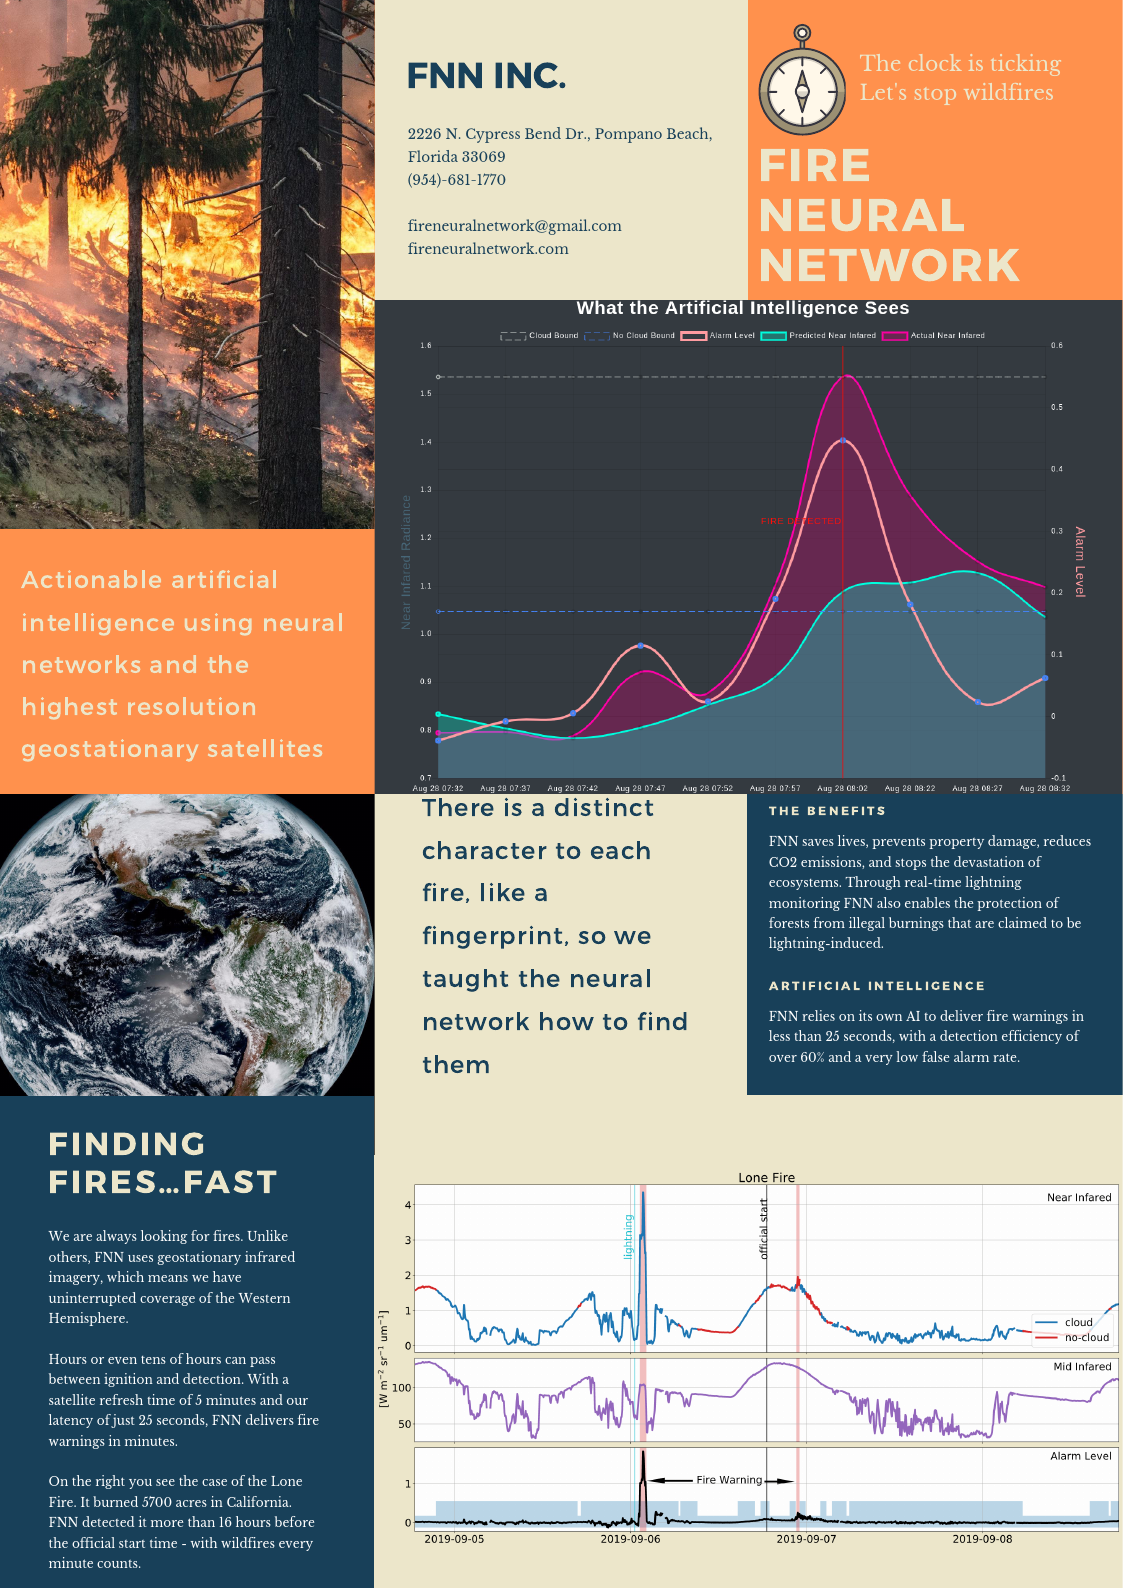 FNN INC.
2226 N. Cypress Bend Dr., Pompano Beach,
Florida 33069
(954)-681-1770
fireneuralnetwork@gmail.com
fireneuralnetwork.com
The clock is ticking
Let's stop wildfires
FIRE
NEURAL
NETWORK
What the Artificial Intelligence Sees
Cloud Bound No Cloud Bound Alarm Level Predicted Near Infared Actual Near Infared
1.6
1.5
1.4
1.3
1.2
1.1
1.0
0.9
0.8
0.7
Near Infared Radiance
FIRE DETECTED
0.6
0.5
0.4
0.3
0.2
0.1
0
-0.1
Alarm Level
Aug 28 07:32 Aug 28 07:37 Aug 28 07:42 Aug 28 07:47 Aug 28 07:52 Aug 28 07:57 Aug 28 08:02 Aug 28 08:22 Aug 28 08:27 Aug 28 08:32
Actionable artificial
intelligence using neural
networks and the
highest resolution
geostationary satellites
There is a distinct
character to each
fire, like a
fingerprint, so we
taught the neural
network how to find
them
THE BENEFITS
FNN saves lives, prevents property damage, reduces
CO2 emissions, and stops the devastation of
ecosystems. Through real-time lightning
monitoring FNN also enables the protection of
forests from illegal burnings that are claimed to be
lightning-induced.
ARTIFICIAL INTELLIGENCE
FNN relies on its own AI to deliver fire warnings in
less than 25 seconds, with a detection efficiency of
over 60% and a very low false alarm rate.
FINDING
FIRES...FAST
We are always looking for fires. Unlike
others, FNN uses geostationary infrared
imagery, which means we have
uninterrupted coverage of the Western
Hemisphere.
Hours or even tens of hours can pass
between ignition and detection. With a
satellite refresh time of 5 minutes and our
latency of just 25 seconds, FNN delivers fire
warnings in minutes.
On the right you see the case of the Lone
Fire. It burned 5700 acres in California.
FNN detected it more than 16 hours before
the official start time - with wildfires every
minute counts.
Lone Fire
Near Infared
4
3
2
1
0
lightning
official start
cloud
no-cloud
[W m⁻² sr⁻¹ um⁻¹]
Mid Infared
100
50
Alarm Level
1
0
Fire Warning
2019-09-05 2019-09-06 2019-09-07 2019-09-08